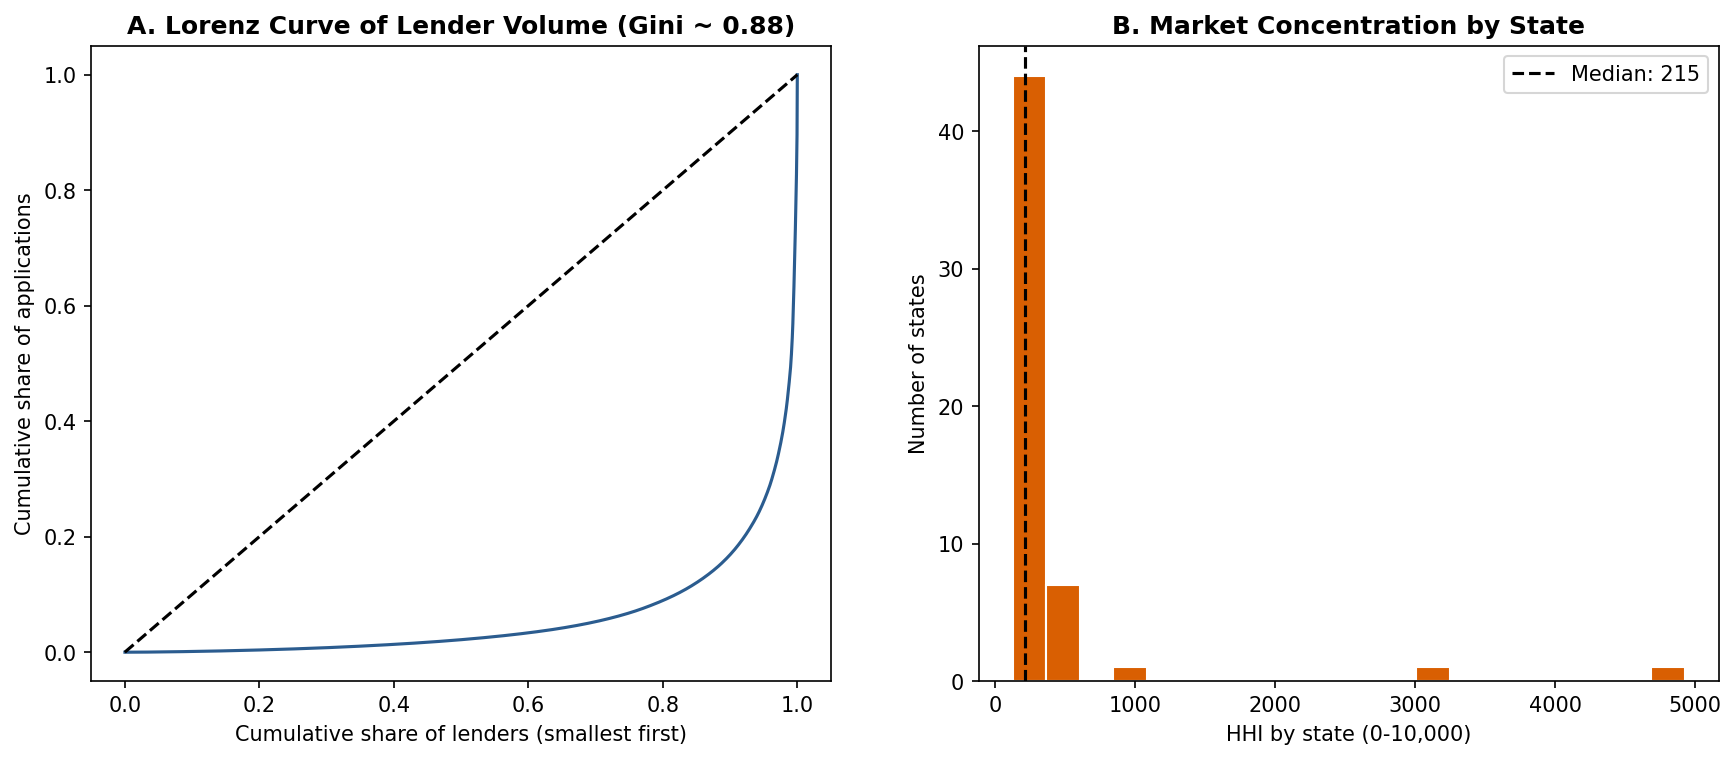 A. Lorenz Curve of Lender Volume (Gini ~ 0.88)
1.0
0.8
0.6
0.4
0.2
0.0
Cumulative share of applications
0.0 0.2 0.4 0.6 0.8 1.0
Cumulative share of lenders (smallest first)
B. Market Concentration by State
Median: 215
40
30
20
10
0
Number of states
0 1000 2000 3000 4000 5000
HHI by state (0-10,000)